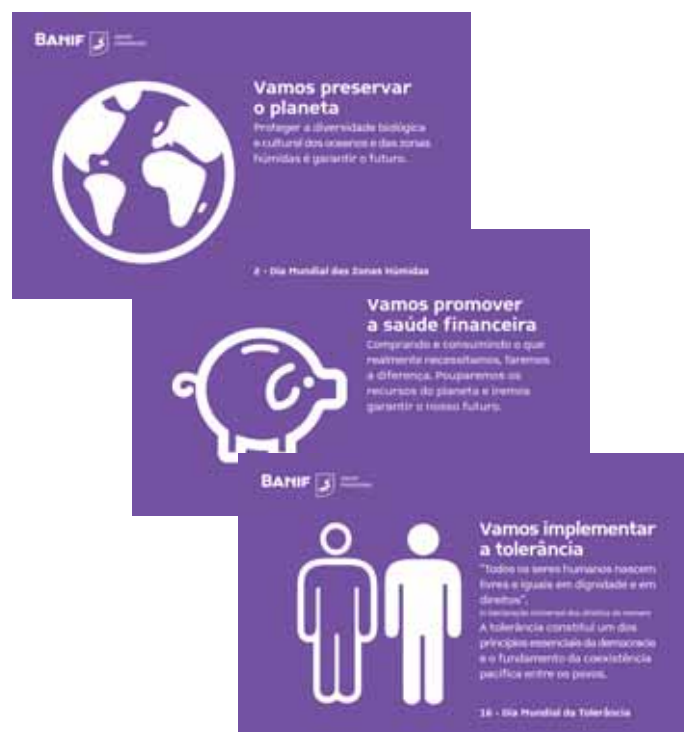 BANIF
Vamos preservar
o planeta
Proteger a diversidade biológica
e cultural dos oceanos e das zonas
húmidas é garantir o futuro.
2 - Dia Mundial das Zonas Húmidas
Vamos promover
a saúde financeira
Comprando e consumindo o que
realmente necessitamos, faremos
a diferença. Pouparemos os
recursos do planeta e iremos
garantir o nosso futuro.
BANIF
Vamos implementar
a tolerância
"Todos os seres humanos nascem
livres e iguais em dignidade e em
direitos".
A tolerância constitui um dos
princípios essenciais da democracia
e o fundamento da coexistência
pacífica entre os povos.
16 - Dia Mundial da Tolerância